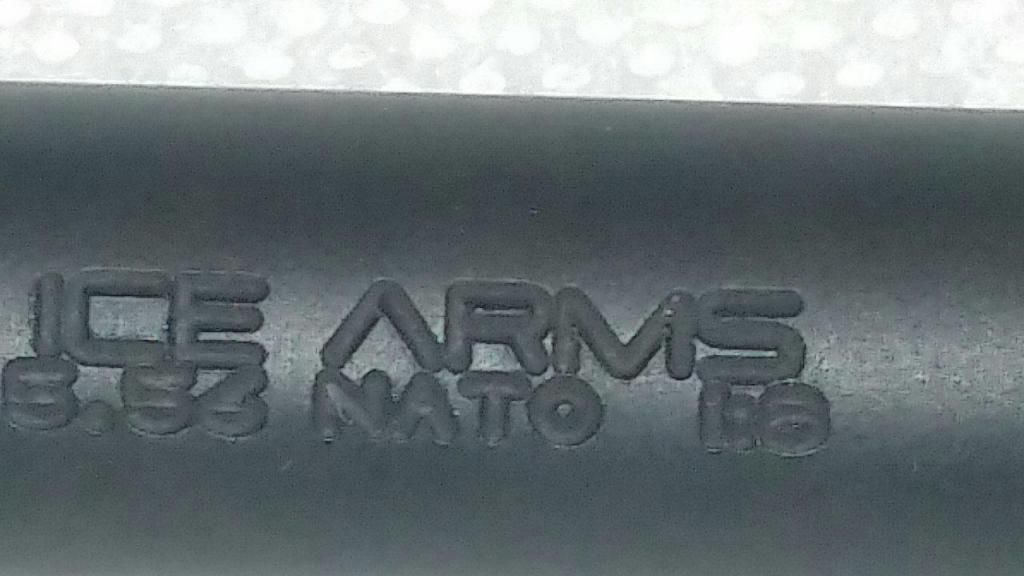 ICE ARMS
5.56 NATO